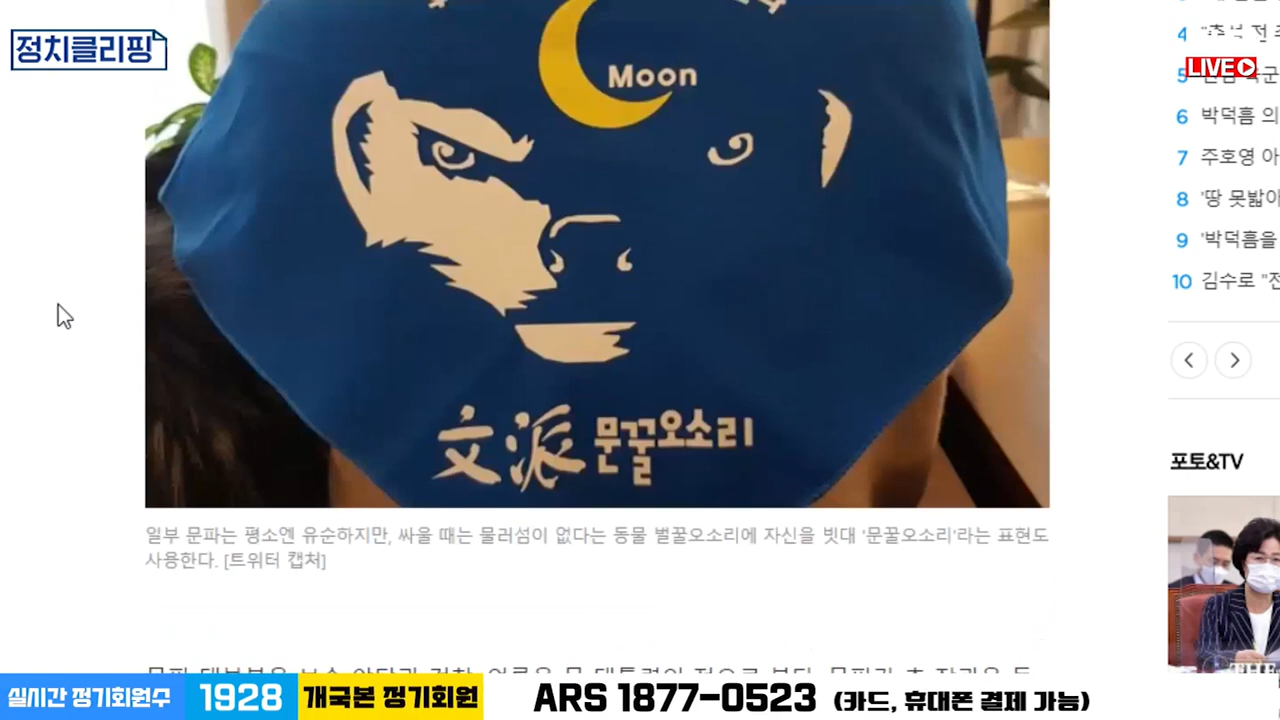 정치클리핑
LIVE
Moon
文派 문꿀오소리
일부 문파는 평소엔 유순하지만, 싸울 때는 물러섬이 없다는 동물 벌꿀오소리에 자신을 빗대 '문꿀오소리'라는 표현도
사용한다. [트위터 캡처]
4
5
6 박덕흠 의
7 주호영 아
8 '땅 못밟아
9 '박덕흠을
10 김수로 "전
포토&TV
실시간 정기회원수 1928 개국본 정기회원 ARS 1877-0523 (카드, 휴대폰 결제 가능)